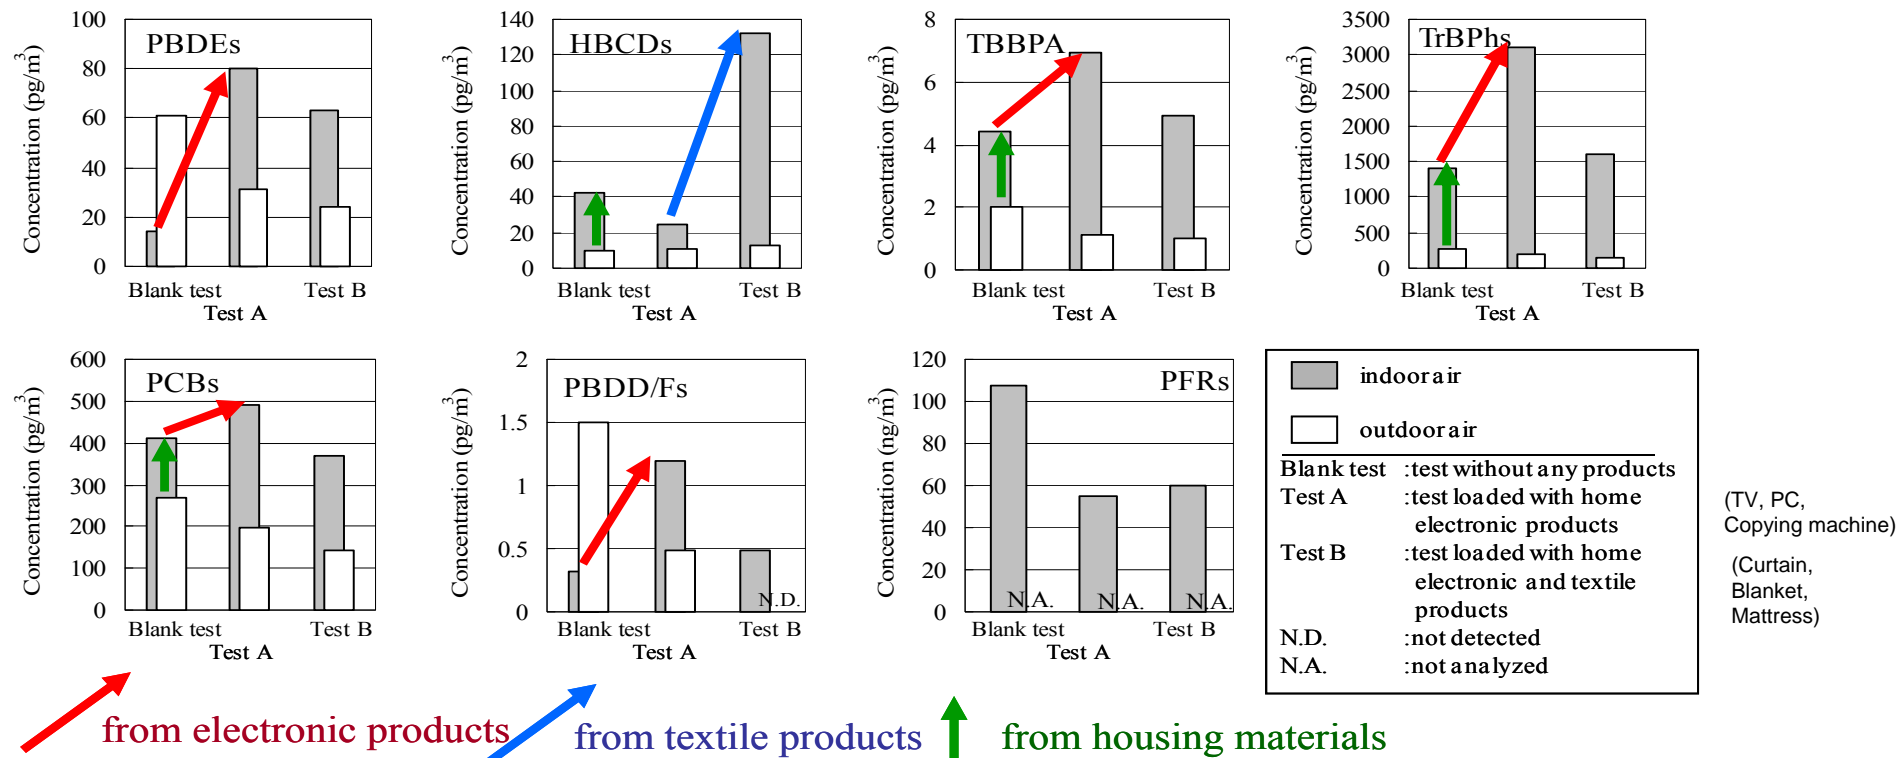 PBDEs
Concentration (pg/m3)
100
80
60
40
20
0
Blank test
Test A
Test B
HBCDs
Concentration (pg/m3)
140
120
100
80
60
40
20
0
Blank test
Test A
Test B
TBBPA
Concentration (pg/m3)
8
6
4
2
0
Blank test
Test A
Test B
TrBPhs
Concentration (pg/m3)
3500
3000
2500
2000
1500
1000
500
0
Blank test
Test A
Test B
PCBs
Concentration (pg/m3)
600
500
400
300
200
100
0
Blank test
Test A
Test B
PBDD/Fs
Concentration (pg/m3)
2
1.5
1
0.5
0
N.D.
Blank test
Test A
Test B
PFRs
Concentration (ng/m3)
120
100
80
60
40
20
0
N.A.
N.A.
N.A.
Blank test
Test A
Test B
indoor air
outdoor air
Blank test :test without any products
Test A :test loaded with home
electronic products
Test B :test loaded with home
electronic and textile
products
N.D. :not detected
N.A. :not analyzed
(TV, PC,
Copying machine)
(Curtain,
Blanket,
Mattress)
from electronic products
from textile products
from housing materials